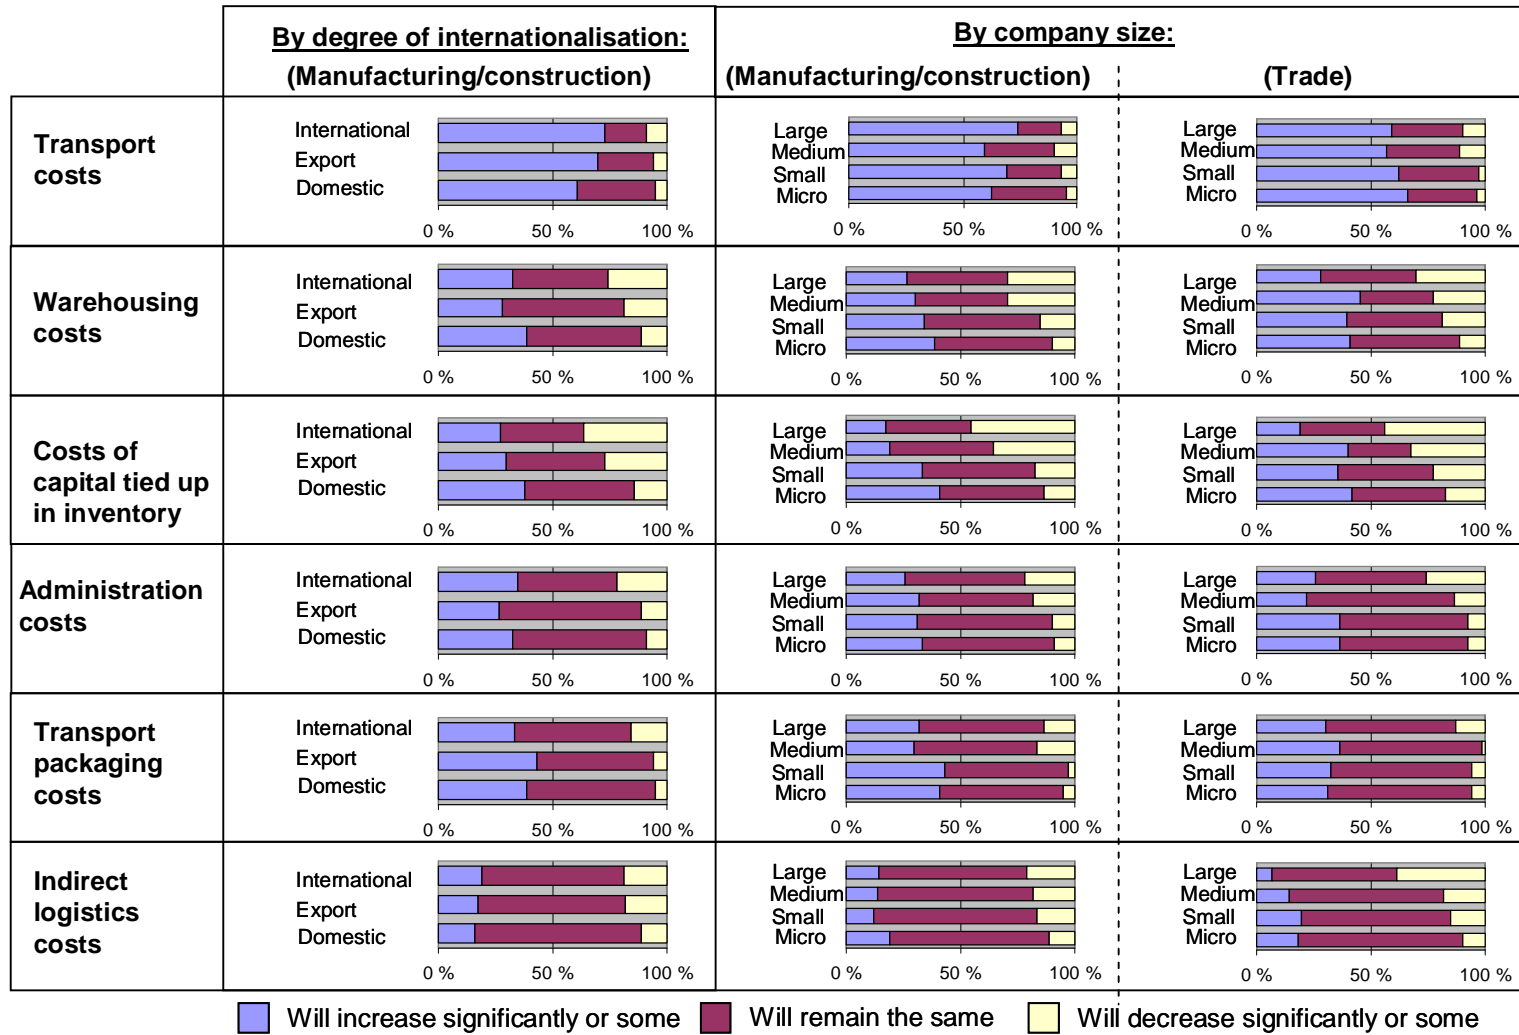 By degree of internationalisation:
(Manufacturing/construction)
By company size:
(Manufacturing/construction)
(Trade)
Transport
costs
International
Export
Domestic
0 % 50 % 100 %
Large
Medium
Small
Micro
0 % 50 % 100 %
Large
Medium
Small
Micro
0 % 50 % 100 %
Warehousing
costs
International
Export
Domestic
0 % 50 % 100 %
Large
Medium
Small
Micro
0 % 50 % 100 %
Large
Medium
Small
Micro
0 % 50 % 100 %
Costs of
capital tied up
in inventory
International
Export
Domestic
0 % 50 % 100 %
Large
Medium
Small
Micro
0 % 50 % 100 %
Large
Medium
Small
Micro
0 % 50 % 100 %
Administration
costs
International
Export
Domestic
0 % 50 % 100 %
Large
Medium
Small
Micro
0 % 50 % 100 %
Large
Medium
Small
Micro
0 % 50 % 100 %
Transport
packaging
costs
International
Export
Domestic
0 % 50 % 100 %
Large
Medium
Small
Micro
0 % 50 % 100 %
Large
Medium
Small
Micro
0 % 50 % 100 %
Indirect
logistics
costs
International
Export
Domestic
0 % 50 % 100 %
Large
Medium
Small
Micro
0 % 50 % 100 %
Large
Medium
Small
Micro
0 % 50 % 100 %
Will increase significantly or some Will remain the same Will decrease significantly or some